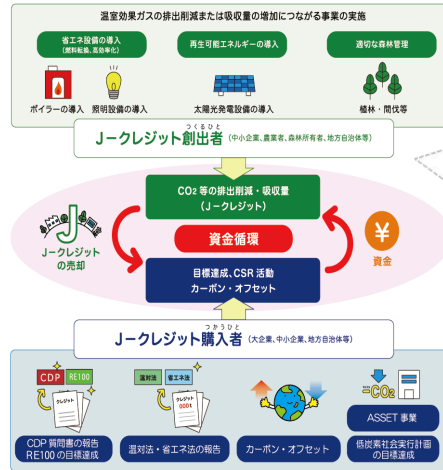 温室効果ガスの排出削減または吸収量の増加につながる事業の実施
省エネ設備の導入
(燃料転換、高効率化)
再生可能エネルギーの導入
適切な森林管理
ボイラーの導入
照明設備の導入
太陽光発電設備の導入
植林・間伐等
つくるひと
J-クレジット創出者(中小企業、農業者、森林所有者、地方自治体等)
CO2 等の排出削減・吸収量
(J-クレジット)
J
J-クレジット
の売却
資金循環
¥
資金
目標達成、CSR 活動
カーボン・オフセット
つかうひと
J-クレジット購入者(大企業、中小企業、地方自治体等)
CDP
RE100
クレジット
温対法
省エネ法
クレジット
000t
CO2
ASSET 事業
CDP 質問書の報告
RE100 の目標達成
温対法・省エネ法の報告
カーボン・オフセット
低炭素社会実行計画
の目標達成